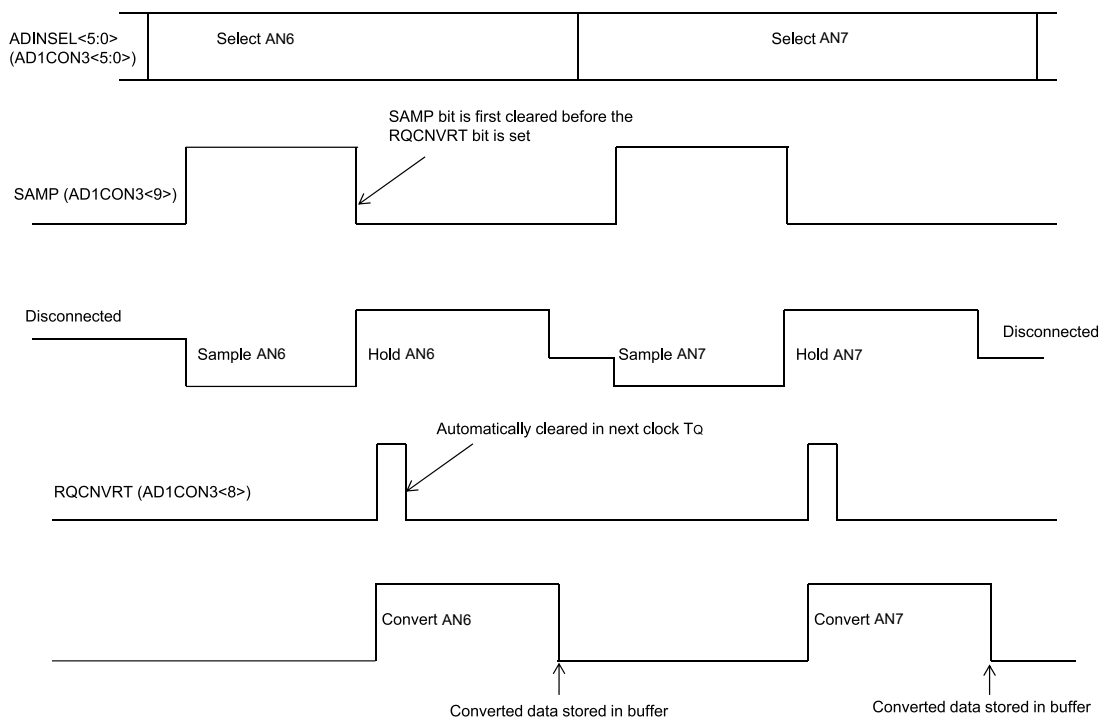 ADINSEL<5:0>
(AD1CON3<5:0>)
Select AN6
Select AN7
SAMP bit is first cleared before the
RQCNVRT bit is set
SAMP (AD1CON3<9>)
Disconnected
Sample AN6
Hold AN6
Sample AN7
Hold AN7
Disconnected
Automatically cleared in next clock TQ
RQCNVRT (AD1CON3<8>)
Convert AN6
Convert AN7
Converted data stored in buffer
Converted data stored in buffer